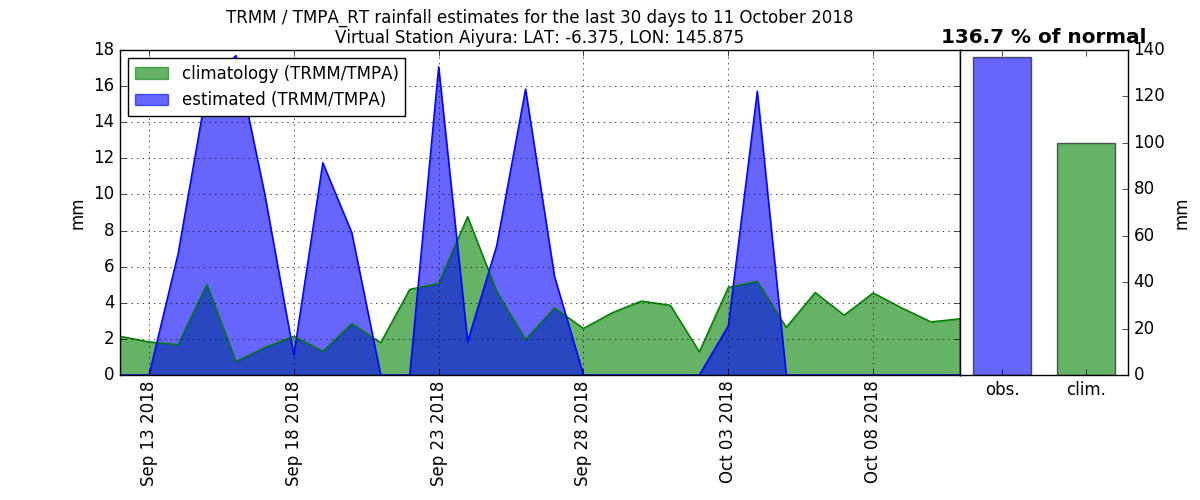 TRMM / TMPA_RT rainfall estimates for the last 30 days to 11 October 2018
Virtual Station Aiyura: LAT: -6.375, LON: 145.875
136.7 % of normal
climatology (TRMM/TMPA)
estimated (TRMM/TMPA)
18
16
14
12
10
8
6
4
2
0
mm
Sep 13 2018
Sep 18 2018
Sep 23 2018
Sep 28 2018
Oct 03 2018
Oct 08 2018
140
120
100
80
60
40
20
0
mm
obs.
clim.